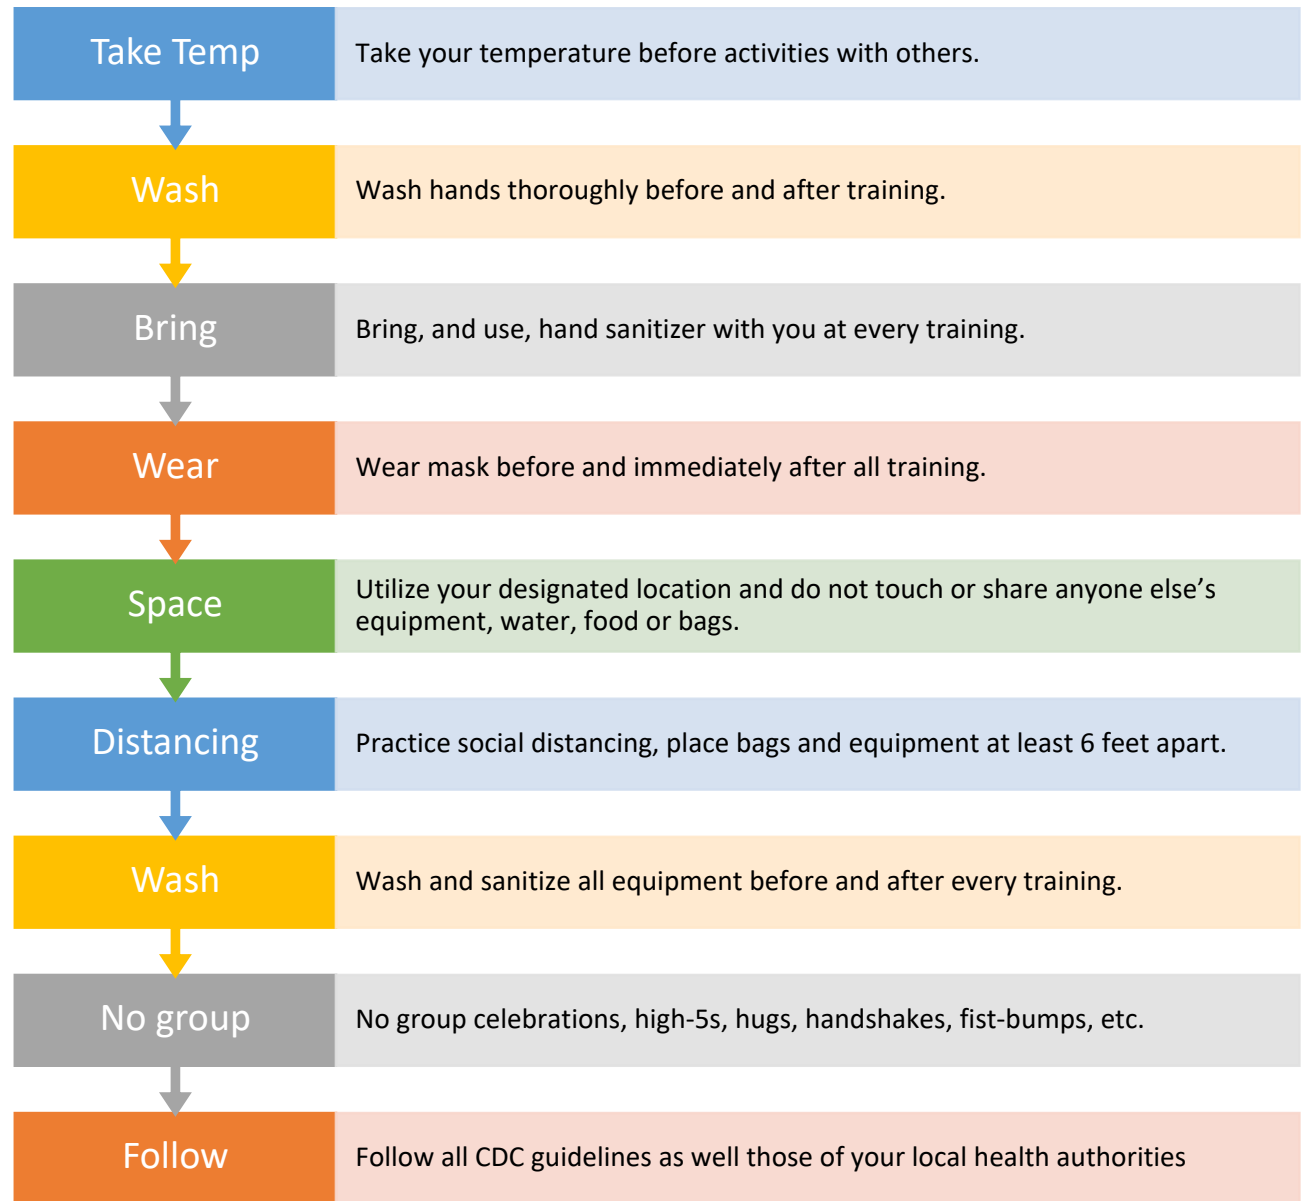 Take Temp
Take your temperature before activities with others.
Wash
Wash hands thoroughly before and after training.
Bring
Bring, and use, hand sanitizer with you at every training.
Wear
Wear mask before and immediately after all training.
Space
Utilize your designated location and do not touch or share anyone else’s
equipment, water, food or bags.
Distancing
Practice social distancing, place bags and equipment at least 6 feet apart.
Wash
Wash and sanitize all equipment before and after every training.
No group
No group celebrations, high-5s, hugs, handshakes, fist-bumps, etc.
Follow
Follow all CDC guidelines as well those of your local health authorities